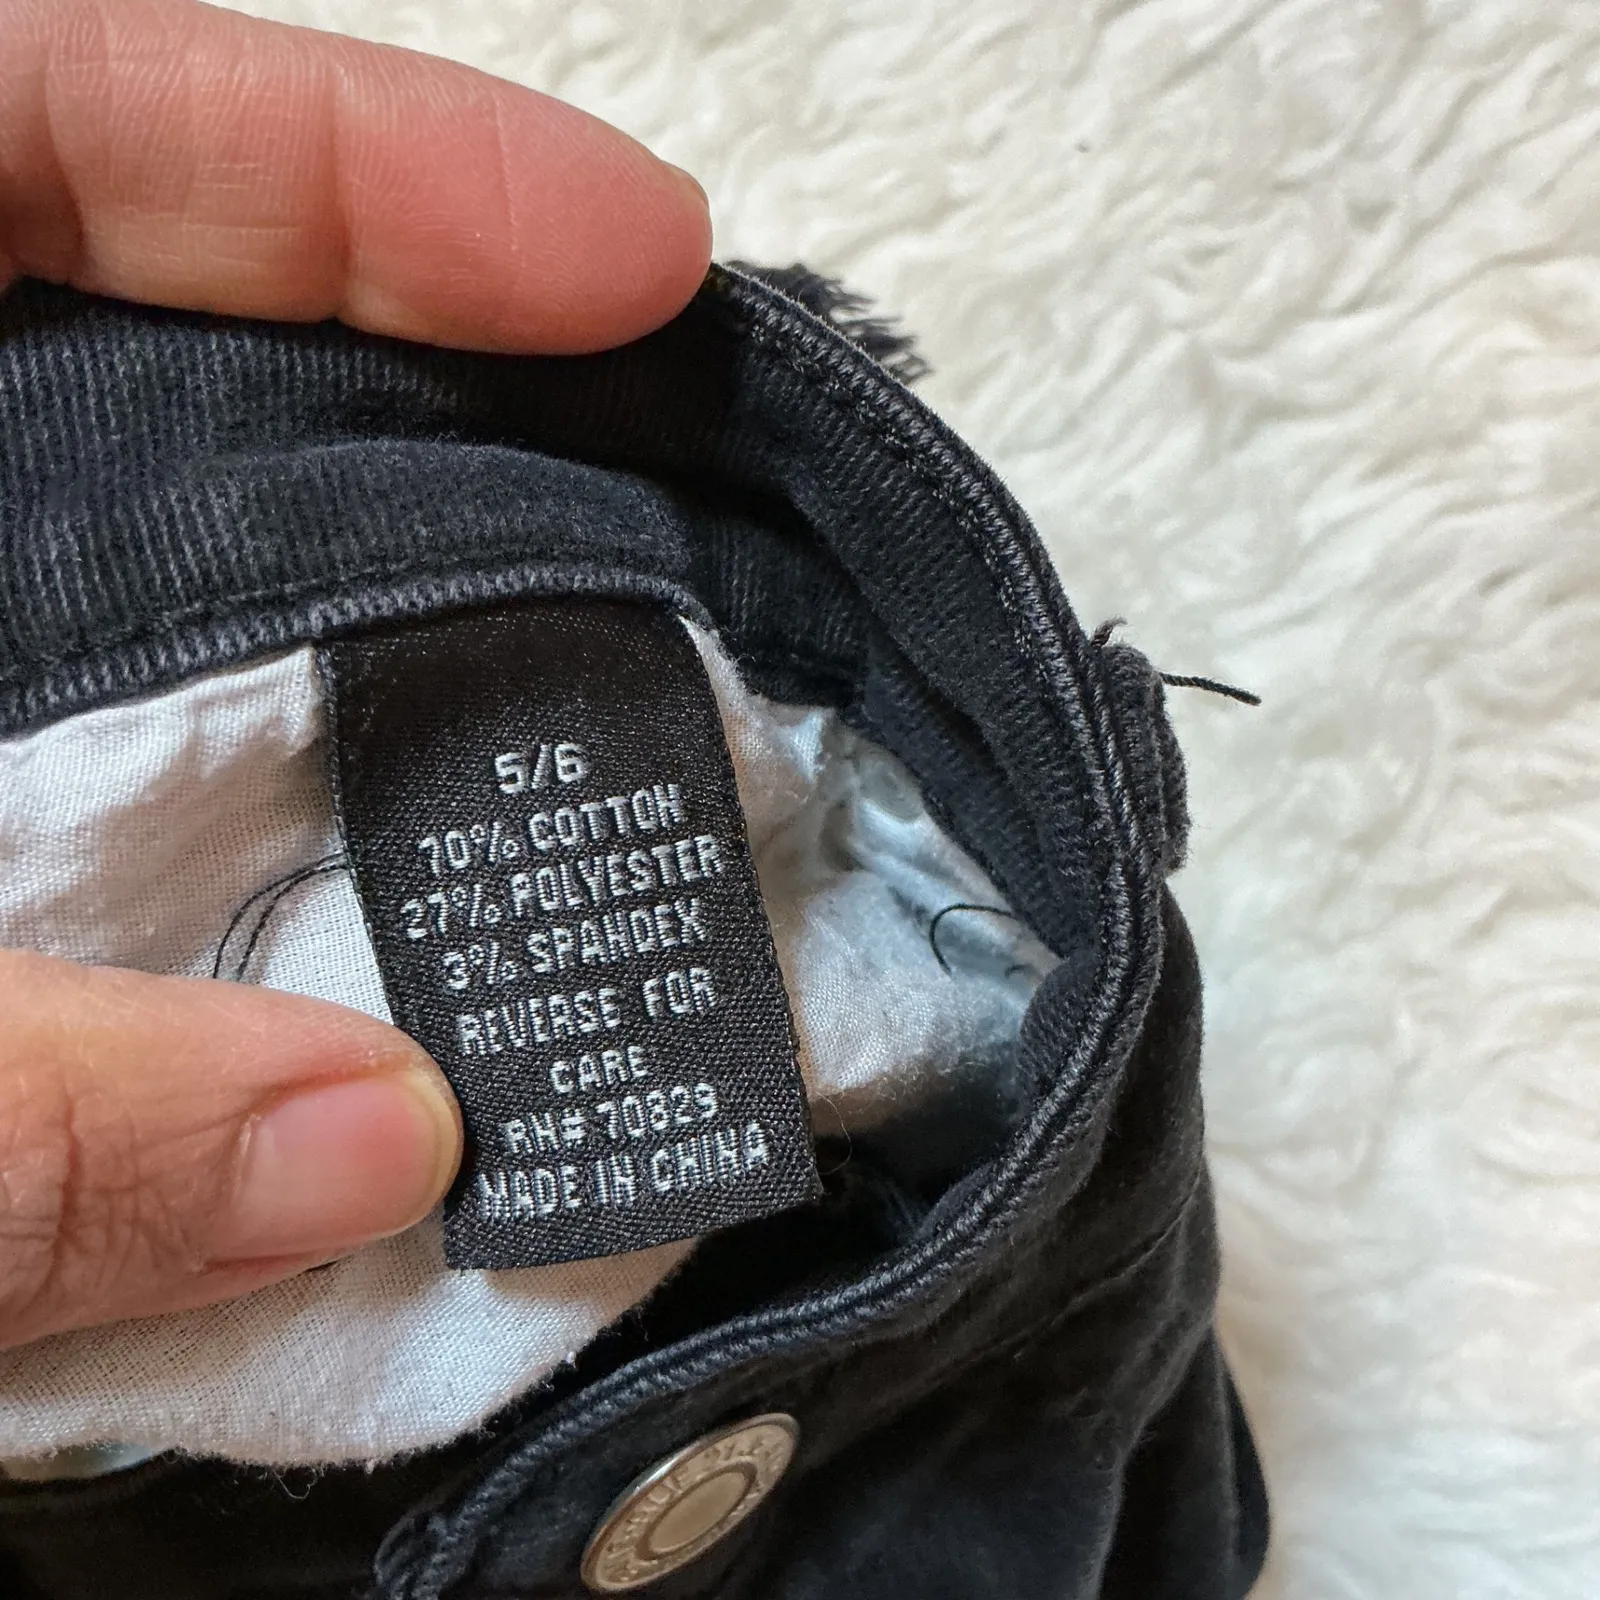 5/6
70% COTTON
27% POLYESTER
3% SPANDEX
REVERSE FOR
CARE
RN# 70829
MADE IN CHINA